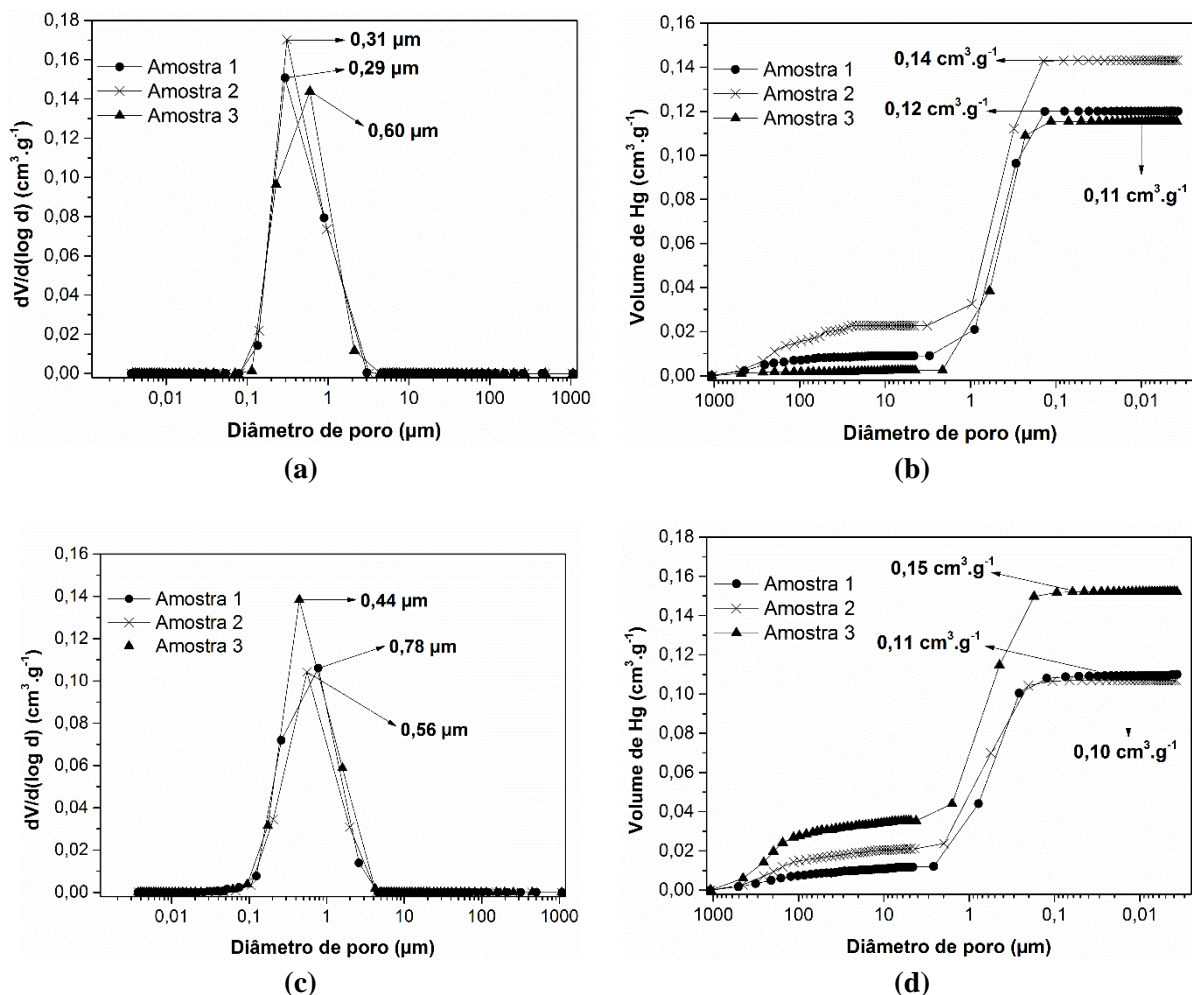 0,18
0,16
0,14
0,12
0,10
0,08
0,06
0,04
0,02
0,00
dV/d(log d) (cm³.g⁻¹)
Amostra 1
Amostra 2
Amostra 3
0,31 µm
0,29 µm
0,60 µm
0,01 0,1 1 10 100 1000
Diâmetro de poro (µm)
(a)
0,16
0,14
0,12
0,10
0,08
0,06
0,04
0,02
0,00
Volume de Hg (cm³.g⁻¹)
Amostra 1
Amostra 2
Amostra 3
0,14 cm³.g⁻¹
0,12 cm³.g⁻¹
0,11 cm³.g⁻¹
1000 100 10 1 0,1 0,01
Diâmetro de poro (µm)
(b)
0,16
0,14
0,12
0,10
0,08
0,06
0,04
0,02
0,00
dV/d(log d) (cm³.g⁻¹)
Amostra 1
Amostra 2
Amostra 3
0,44 µm
0,78 µm
0,56 µm
0,01 0,1 1 10 100 1000
Diâmetro de poro (µm)
(c)
0,18
0,16
0,14
0,12
0,10
0,08
0,06
0,04
0,02
0,00
Volume de Hg (cm³.g⁻¹)
Amostra 1
Amostra 2
Amostra 3
0,15 cm³.g⁻¹
0,11 cm³.g⁻¹
0,10 cm³.g⁻¹
1000 100 10 1 0,1 0,01
Diâmetro de poro (µm)
(d)